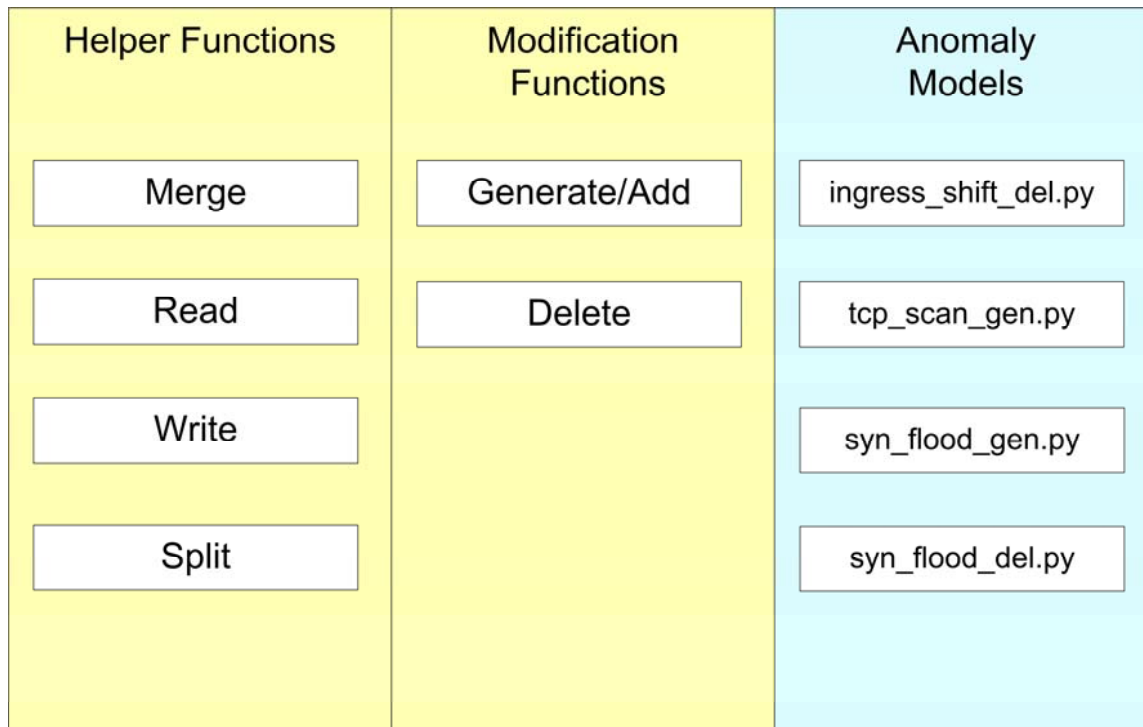 Helper Functions
Merge
Read
Write
Split
Modification
Functions
Generate/Add
Delete
Anomaly
Models
ingress_shift_del.py
tcp_scan_gen.py
syn_flood_gen.py
syn_flood_del.py